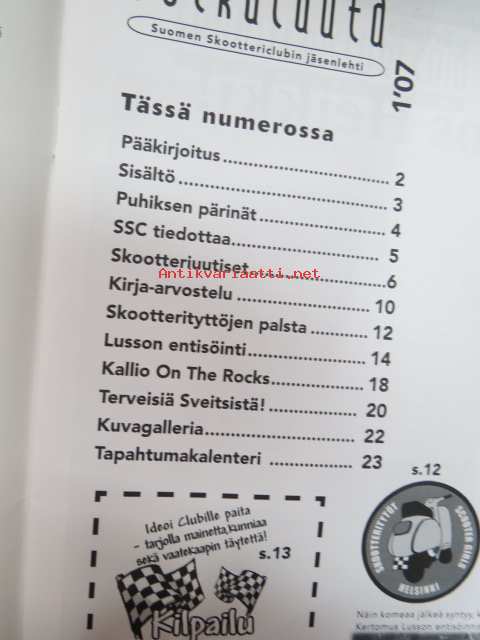 Suomen Skoottericlubin jäsenlehti
1'07
Tässä numerossa
Pääkirjoitus.......................... 2
Sisältö................................. 3
Puhiksen pärinät.................... 4
SSC tiedottaa....................... 5
Skootteriuutiset....................6
Antikvariaatti.net
Kirja-arvostelu...................... 10
Skootterityttöjen palsta............ 12
Lusson entisöinti................... 14
Kallio On The Rocks............... 18
Terveisiä Sveitsistä!............... 20
Kuvagalleria.......................... 22
Tapahtumakalenteri ............... 23
Ideoi Clubille paita
- tarjolla mainetta, kunniaa
sekä vaatekaapin täytettä!
s.13
Kilpailu
s.12
SKOOTTERITYTÖT
SCOOTER GIRLS
HELSINKI
Näin komeaa jälkeä syntyy,
Kertomus Lusson entisöinne